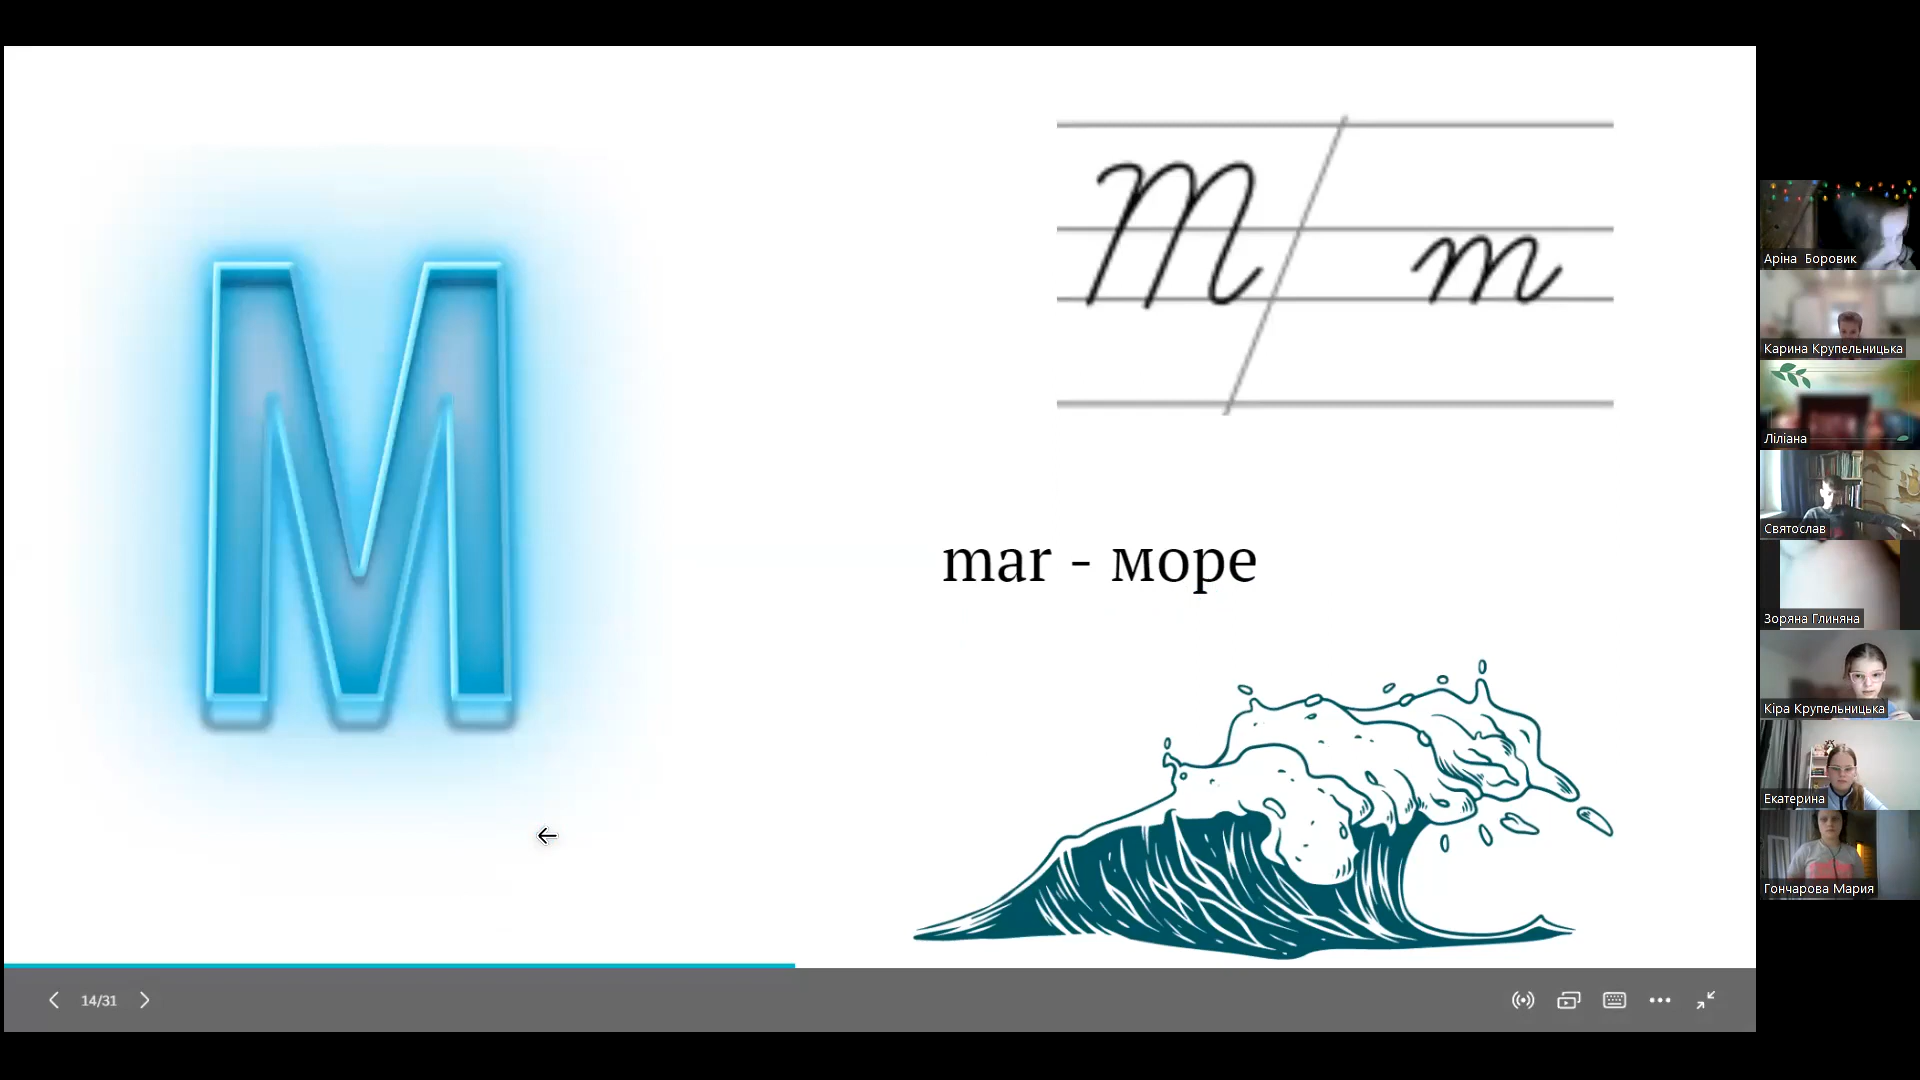 M
M m
mar - море
14/31
Аріна Боровик
Карина Крупельницька
Ліліана
Святослав
Зоряна Глиняна
Кіра Крупельницька
Екатерина
Гончарова Мария